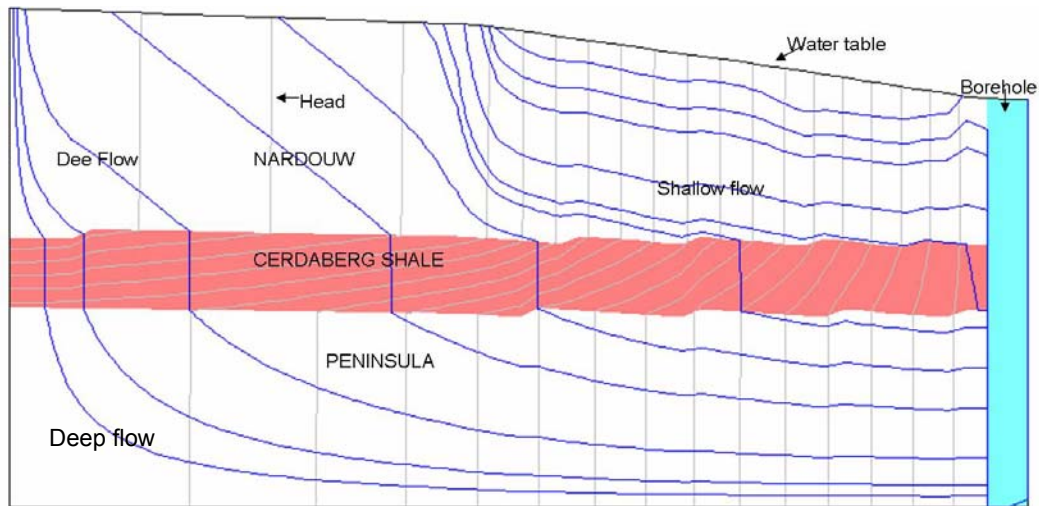 Water table
Borehole
Head
Dee Flow
NARDOUW
Shallow flow
CERDABERG SHALE
PENINSULA
Deep flow